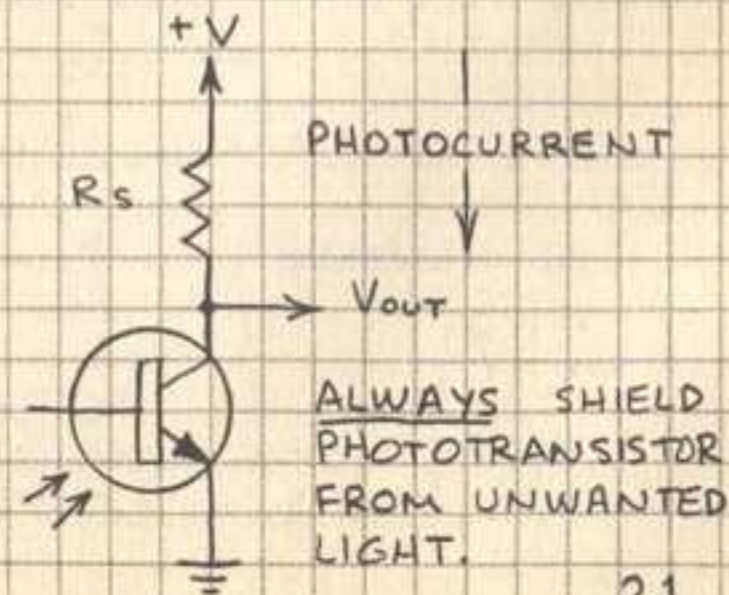 +V
PHOTOCURRENT
Rs
VOUT
ALWAYS SHIELD
PHOTOTRANSISTOR
FROM UNWANTED
LIGHT.